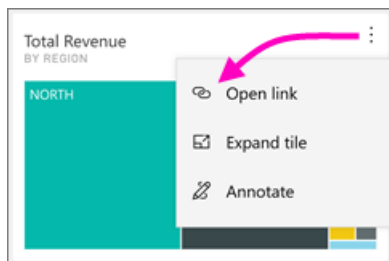 Total Revenue
BY REGION
NORTH
Open link
Expand tile
Annotate